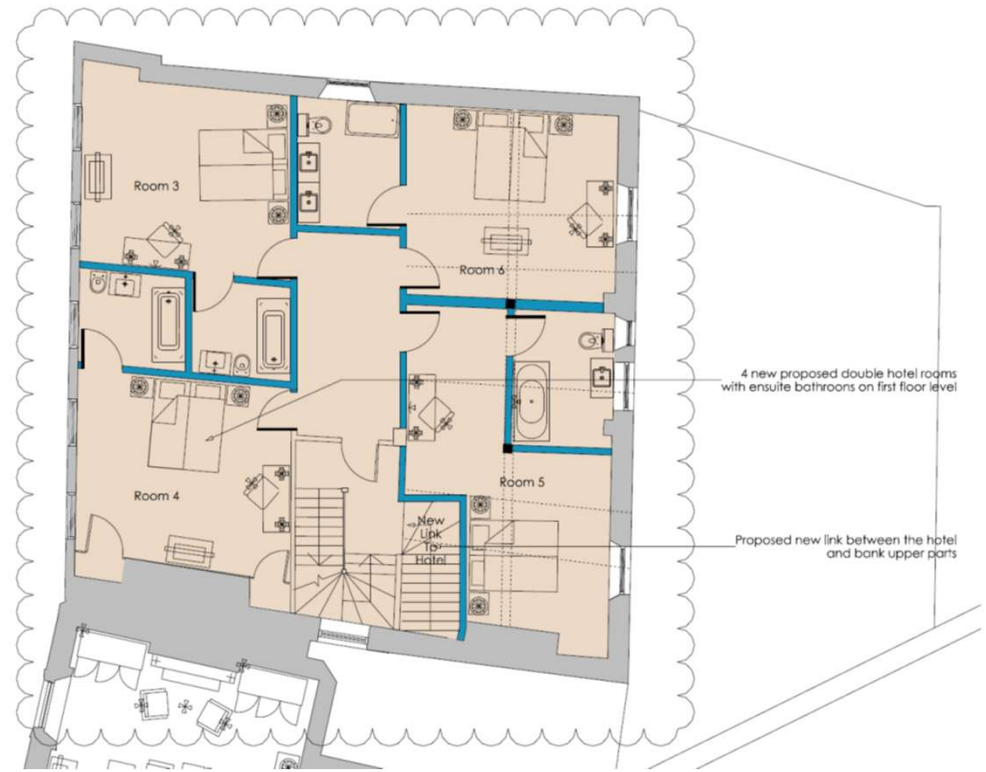 Room 3
Room 6
4 new proposed double hotel rooms
with ensuite bathrooms on first floor level
Room 5
Room 4
New
Link
To
Hotel
Proposed new link between the hotel
and bank upper parts